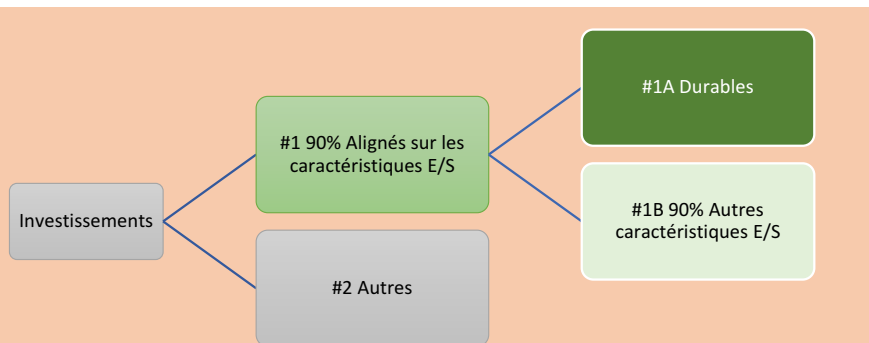 Investissements
#1 90% Alignés sur les
caractéristiques E/S
#2 Autres
#1A Durables
#1B 90% Autres
caractéristiques E/S